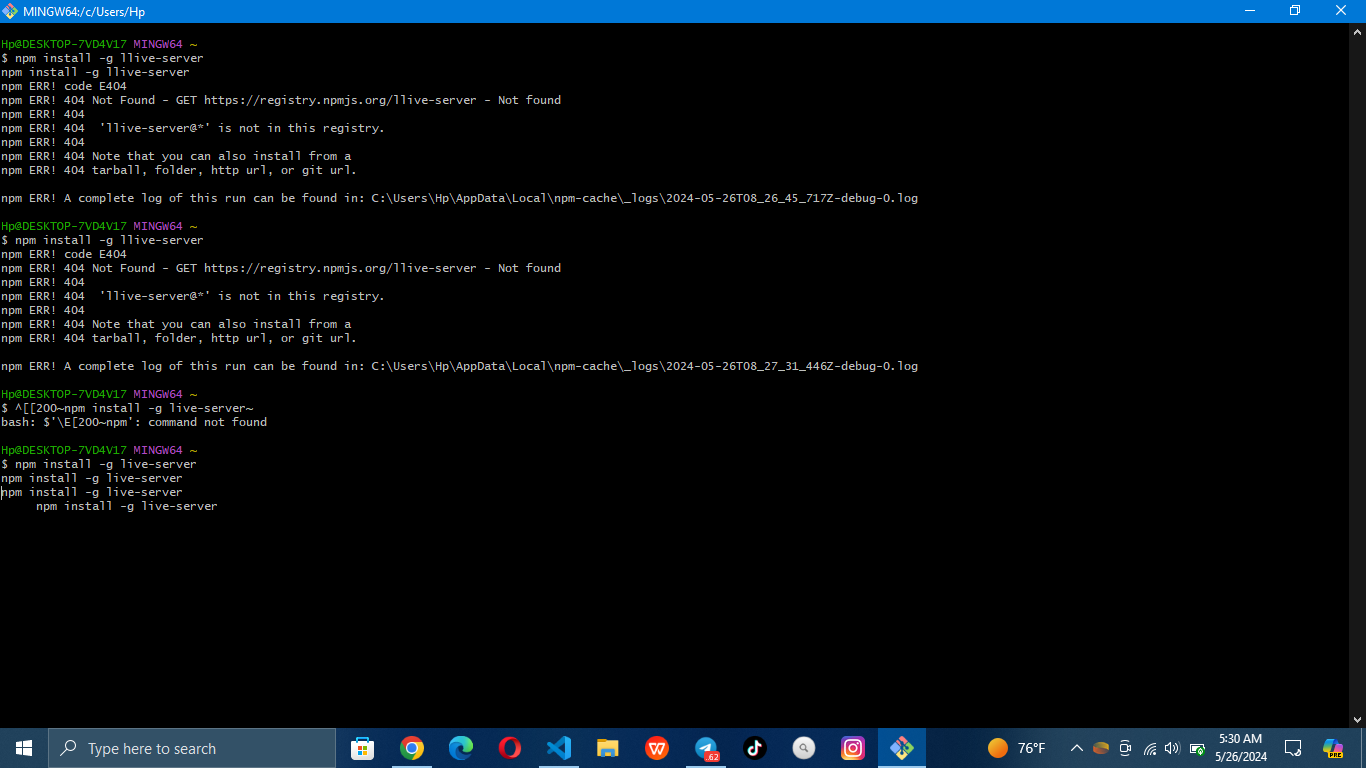 MINGW64:/c/Users/Hp
Hp@DESKTOP-7VD4V17 MINGW64 ~
$ npm install -g llive-server
npm install -g llive-server
npm ERR! code E404
npm ERR! 404 Not Found - GET https://registry.npmjs.org/llive-server - Not found
npm ERR! 404
npm ERR! 404  'llive-server@*' is not in this registry.
npm ERR! 404
npm ERR! 404 Note that you can also install from a
npm ERR! 404 tarball, folder, http url, or git url.
npm ERR! A complete log of this run can be found in: C:\Users\Hp\AppData\Local\npm-cache\_logs\2024-05-26T08_26_45_717Z-debug-0.log
Hp@DESKTOP-7VD4V17 MINGW64 ~
$ npm install -g llive-server
npm ERR! code E404
npm ERR! 404 Not Found - GET https://registry.npmjs.org/llive-server - Not found
npm ERR! 404
npm ERR! 404  'llive-server@*' is not in this registry.
npm ERR! 404
npm ERR! 404 Note that you can also install from a
npm ERR! 404 tarball, folder, http url, or git url.
npm ERR! A complete log of this run can be found in: C:\Users\Hp\AppData\Local\npm-cache\_logs\2024-05-26T08_27_31_446Z-debug-0.log
Hp@DESKTOP-7VD4V17 MINGW64 ~
$ ^[[200~npm install -g live-server~
bash: $'\E[200~npm': command not found
Hp@DESKTOP-7VD4V17 MINGW64 ~
$ npm install -g live-server
npm install -g live-server
npm install -g live-server
     npm install -g live-server
Type here to search
.62
76°F
5:30 AM
5/26/2024
PRE